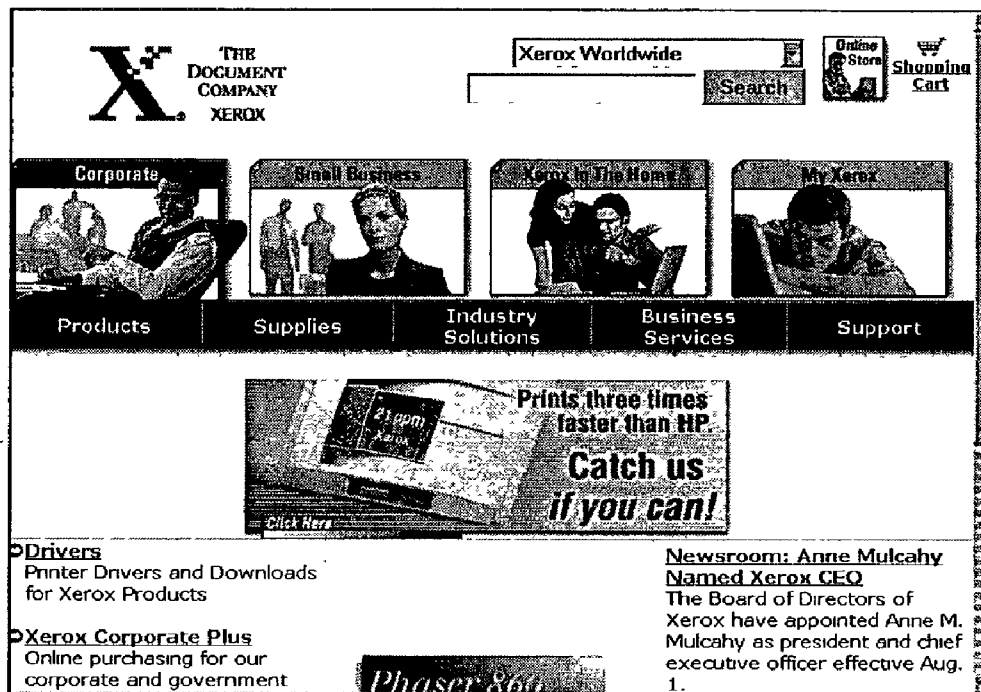 THE
DOCUMENT
COMPANY
XEROX
Xerox Worldwide
Search
Online
Store
Shopping
Cart
Corporate
Small Business
Xerox In The Home
My Xerox
Products
Supplies
Industry
Solutions
Business
Services
Support
Prints three times
faster than HP.
Catch us
if you can!
21 ppm
Click Here
Drivers
Printer Drivers and Downloads
for Xerox Products
Xerox Corporate Plus
Online purchasing for our
corporate and government
Phaser 860
Newsroom: Anne Mulcahy
Named Xerox CEO
The Board of Directors of
Xerox have appointed Anne M.
Mulcahy as president and chief
executive officer effective Aug.
1.